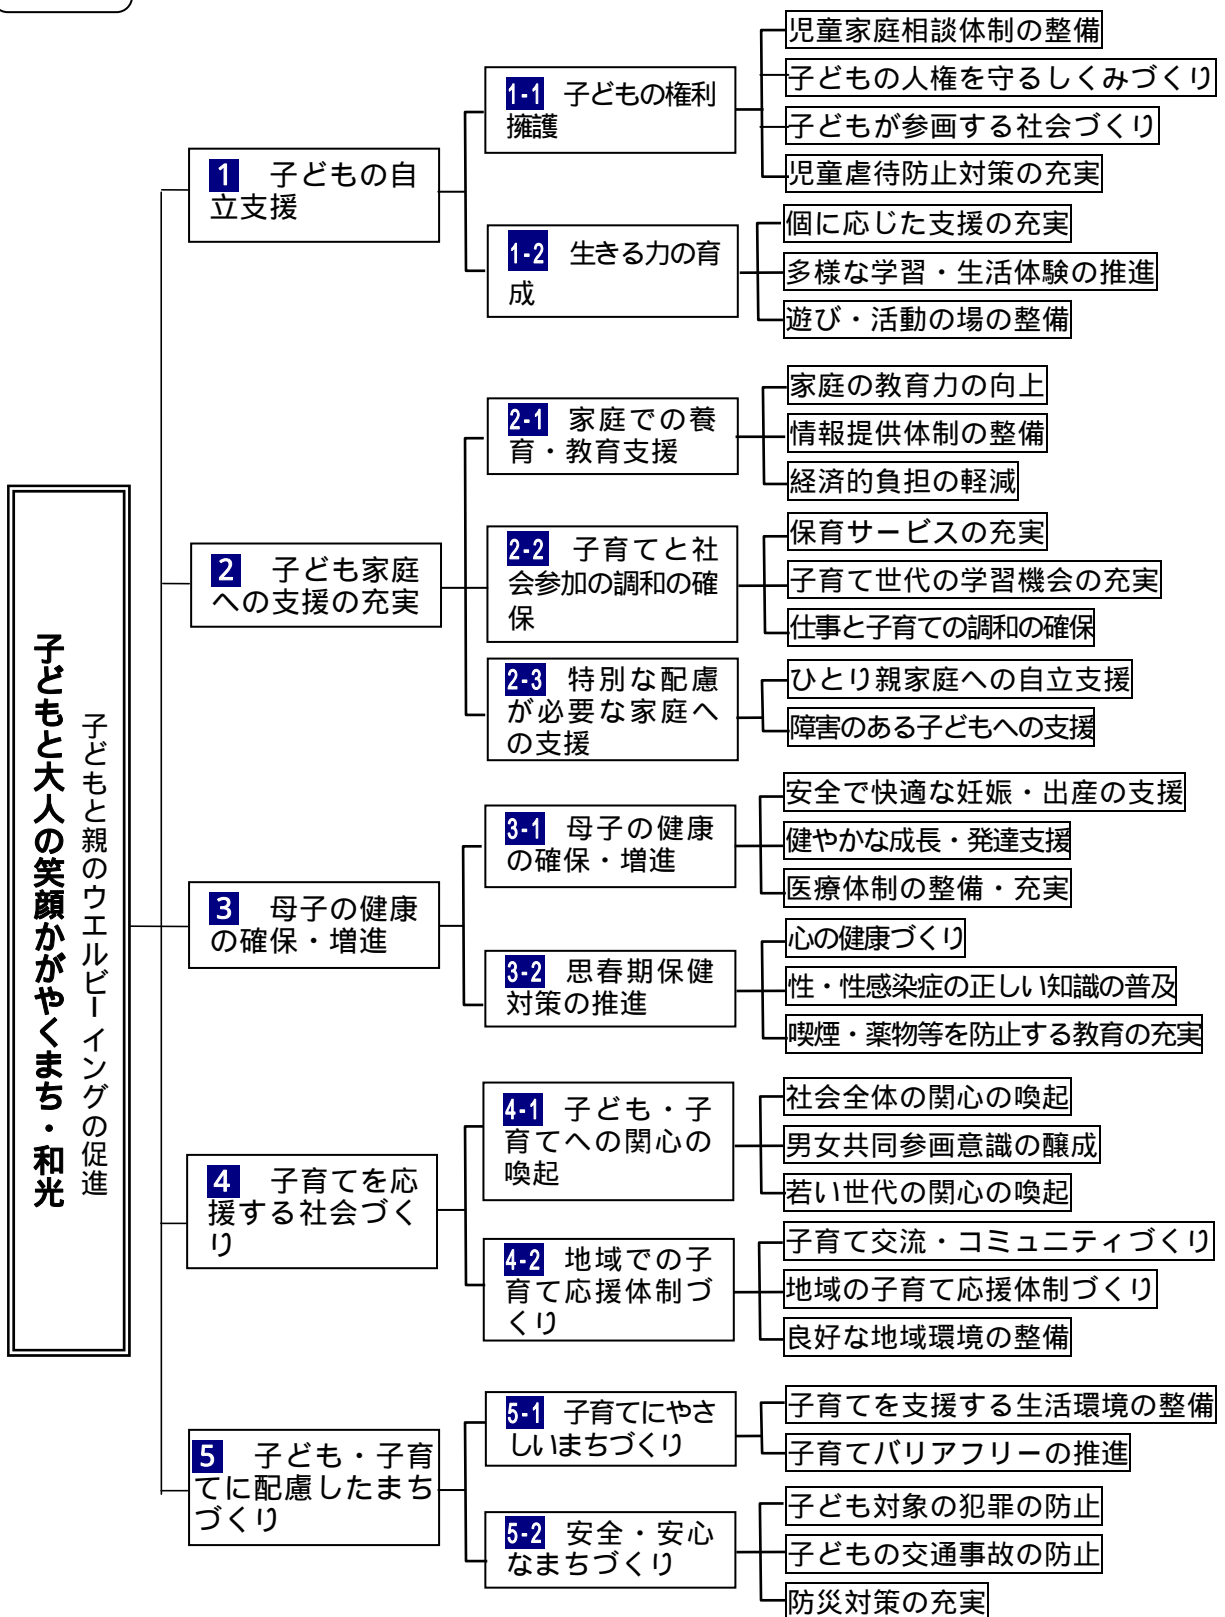 子どもと大人の笑顔かがやくまち・和光
子どもと親のウエルビーイングの促進
1 子どもの自
立支援
1-1 子どもの権利
擁護
児童家庭相談体制の整備
子どもの人権を守るしくみづくり
子どもが参画する社会づくり
児童虐待防止対策の充実
1-2 生きる力の育
成
個に応じた支援の充実
多様な学習・生活体験の推進
遊び・活動の場の整備
2 子ども家庭
への支援の充実
2-1 家庭での養
育・教育支援
家庭の教育力の向上
情報提供体制の整備
経済的負担の軽減
2-2 子育てと社
会参加の調和の確
保
保育サービスの充実
子育て世代の学習機会の充実
仕事と子育ての調和の確保
2-3 特別な配慮
が必要な家庭へ
の支援
ひとり親家庭への自立支援
障害のある子どもへの支援
3 母子の健康
の確保・増進
3-1 母子の健康
の確保・増進
安全で快適な妊娠・出産の支援
健やかな成長・発達支援
医療体制の整備・充実
3-2 思春期保健
対策の推進
心の健康づくり
性・性感染症の正しい知識の普及
喫煙・薬物等を防止する教育の充実
4 子育てを応
援する社会づく
り
4-1 子ども・子
育てへの関心の
喚起
社会全体の関心の喚起
男女共同参画意識の醸成
若い世代の関心の喚起
4-2 地域での子
育て応援体制づ
くり
子育て交流・コミュニティづくり
地域の子育て応援体制づくり
良好な地域環境の整備
5 子ども・子育
てに配慮したまち
づくり
5-1 子育てにやさ
しいまちづくり
子育てを支援する生活環境の整備
子育てバリアフリーの推進
5-2 安全・安心
なまちづくり
子ども対象の犯罪の防止
子どもの交通事故の防止
防災対策の充実